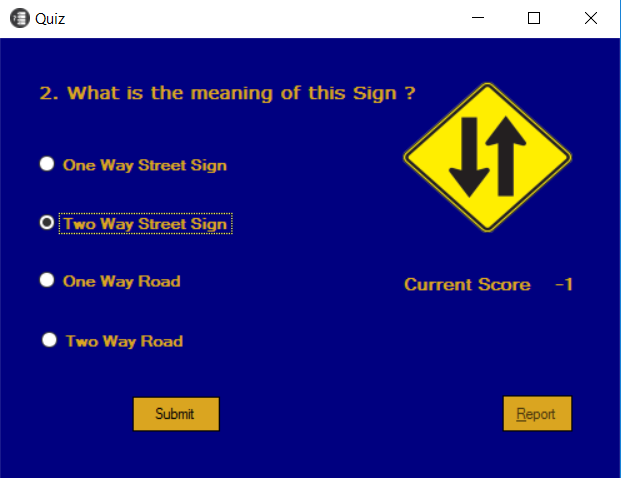 Quiz
2. What is the meaning of this Sign ?
One Way Street Sign
Two Way Street Sign
One Way Road
Current Score -1
Two Way Road
Submit
Report